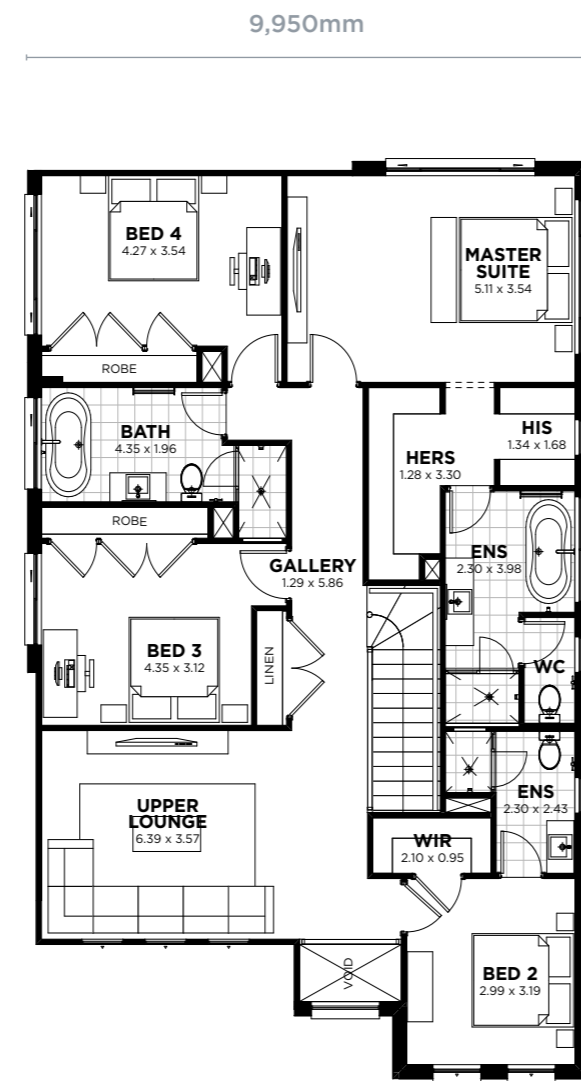 9,950mm
BED 4
4.27 x 3.54
MASTER
SUITE
5.11 x 3.54
ROBE
BATH
4.35 x 1.96
HERS
1.28 x 3.30
HIS
1.34 x 1.68
ROBE
GALLERY
1.29 x 5.86
ENS
2.30 x 3.98
BED 3
4.35 x 3.12
LINEN
WC
UPPER
LOUNGE
6.39 x 3.57
ENS
2.30 x 2.43
WIR
2.10 x 0.95
VOID
BED 2
2.99 x 3.19